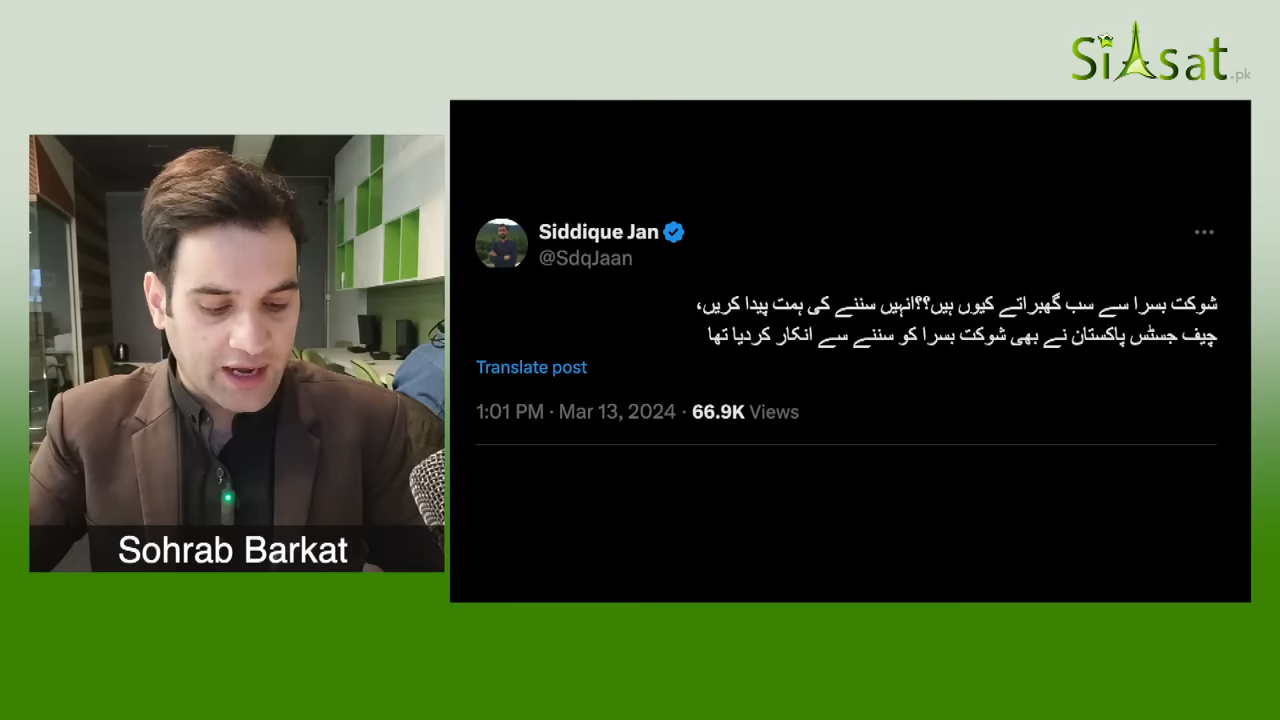 SiAsat.pk
Siddique Jan
@SdqJaan
شوکت بسرا سے سب گھبراتے کیوں ہیں؟؟انہیں سننے کی ہمت پیدا کریں،
چیف جسٹس پاکستان نے بھی شوکت بسرا کو سننے سے انکار کردیا تھا
Translate post
1:01 PM · Mar 13, 2024 · 66.9K Views
Sohrab Barkat